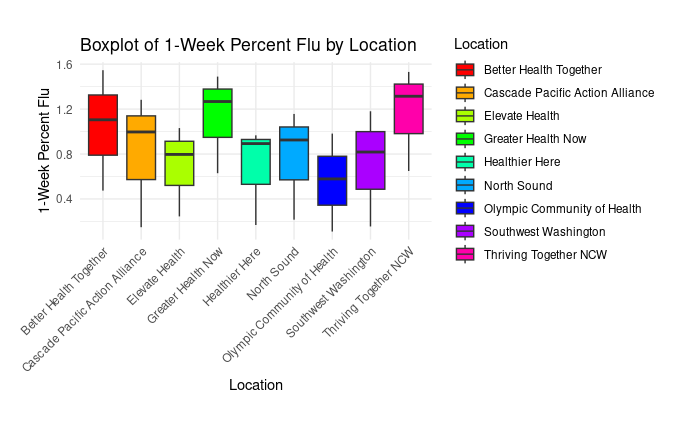 Boxplot of 1-Week Percent Flu by Location
1-Week Percent Flu
1.6
1.2
0.8
0.4
Better Health Together
Cascade Pacific Action Alliance
Elevate Health
Greater Health Now
Healthier Here
North Sound
Olympic Community of Health
Southwest Washington
Thriving Together NCW
Location
Location
Better Health Together
Cascade Pacific Action Alliance
Elevate Health
Greater Health Now
Healthier Here
North Sound
Olympic Community of Health
Southwest Washington
Thriving Together NCW